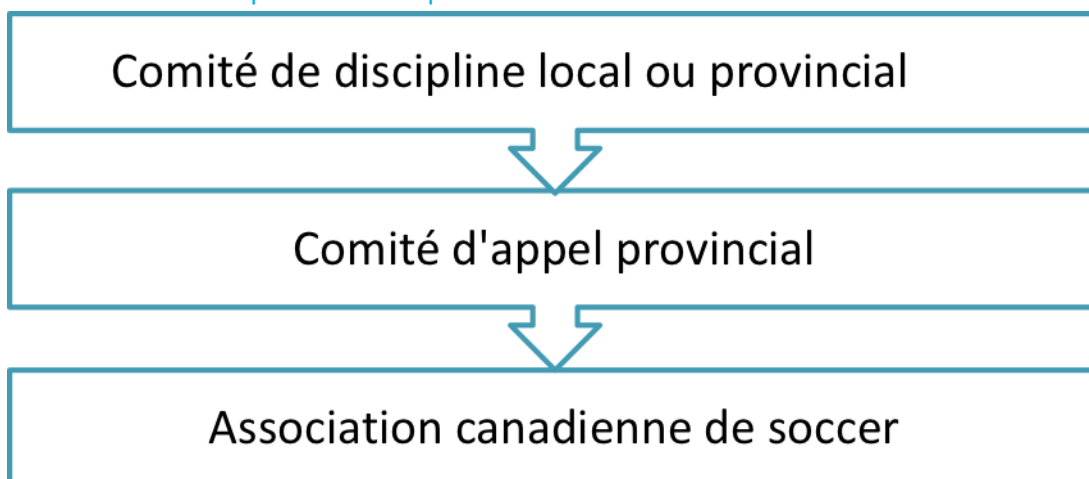 Comité de discipline local ou provincial
Comité d'appel provincial
Association canadienne de soccer